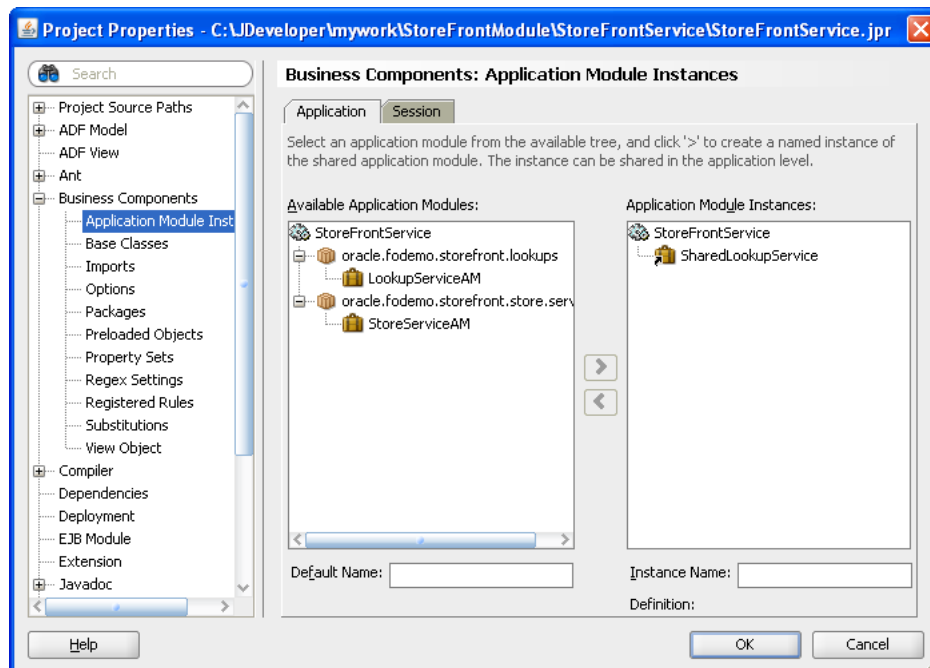 Project Properties - C:\JDeveloper\mywork\StoreFrontModule\StoreFrontService\StoreFrontService.jpr
Search
Project Source Paths
ADF Model
ADF View
Ant
Business Components
Application Module Inst
Base Classes
Imports
Options
Packages
Preloaded Objects
Property Sets
Regex Settings
Registered Rules
Substitutions
View Object
Compiler
Dependencies
Deployment
EJB Module
Extension
Javadoc
Business Components: Application Module Instances
Application Session
Select an application module from the available tree, and click '>' to create a named instance of
the shared application module. The instance can be shared in the application level.
Available Application Modules:
StoreFrontService
oracle.fodemo.storefront.lookups
LookupServiceAM
oracle.fodemo.storefront.store.serv
StoreServiceAM
Default Name:
Application Module Instances:
StoreFrontService
SharedLookupService
Instance Name:
Definition:
Help OK Cancel